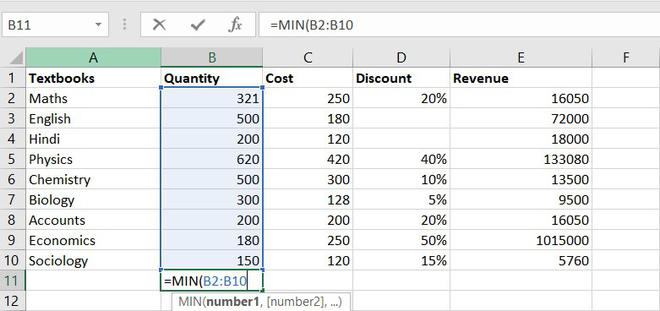 B11 fx =MIN(B2:B10
A B C D E F
1 Textbooks Quantity Cost Discount Revenue
2 Maths 321 250 20% 16050
3 English 500 180 72000
4 Hindi 200 120 18000
5 Physics 620 420 40% 133080
6 Chemistry 500 300 10% 13500
7 Biology 300 128 5% 9500
8 Accounts 200 200 20% 16050
9 Economics 180 250 50% 1015000
10 Sociology 150 120 15% 5760
11 =MIN(B2:B10
12 MIN(number1, [number2], ...)